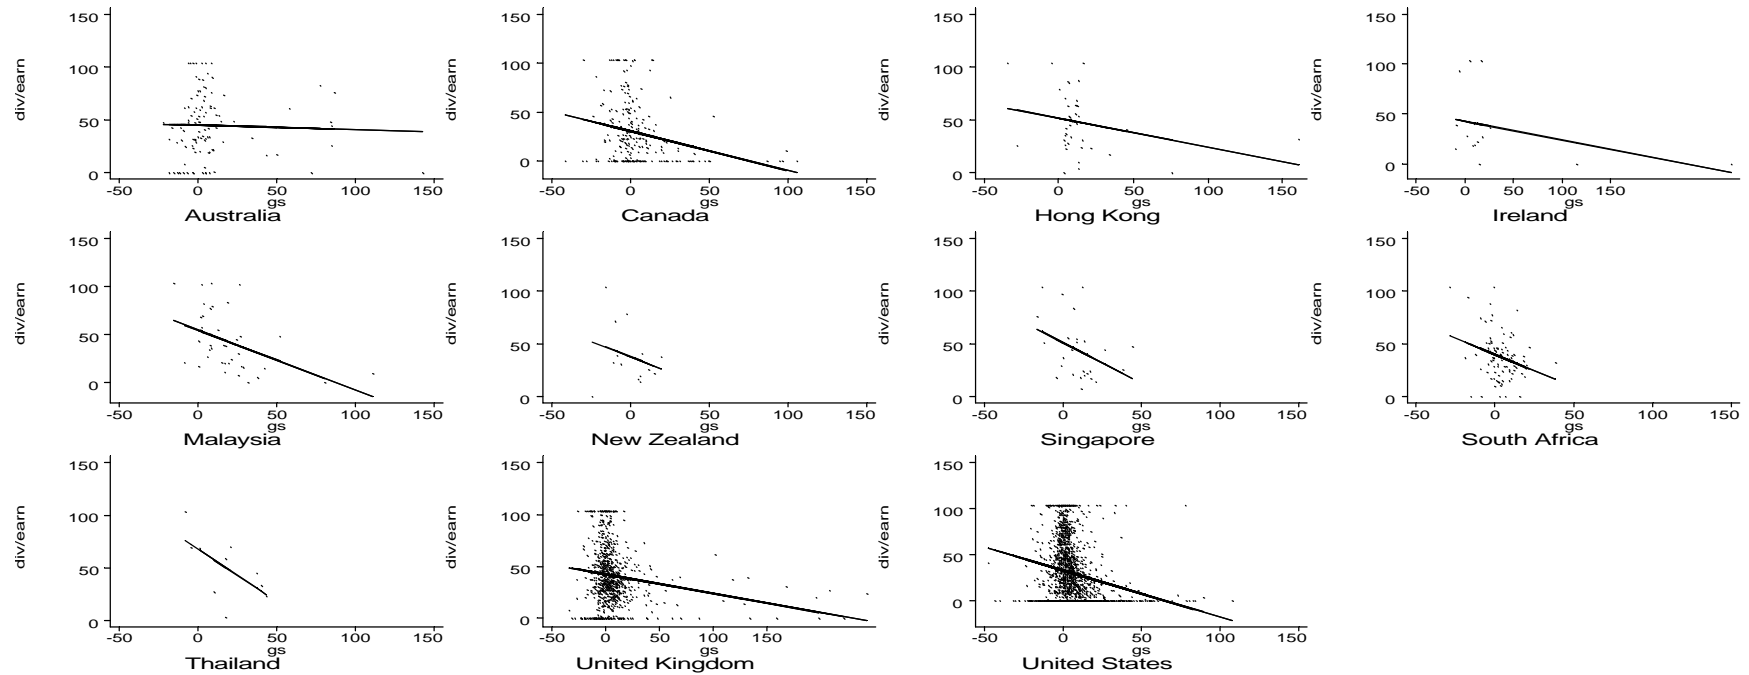 150 150 150 150
div/earn div/earn div/earn div/earn
100 100 100 100
50 50 50 50
0 0 0 0
-50 0 50 100 150 -50 0 50 100 150 -50 0 50 100 150 -50 0 50 100 150
gs gs gs gs
Australia Canada Hong Kong Ireland
150 150 150 150
div/earn div/earn div/earn div/earn
100 100 100 100
50 50 50 50
0 0 0 0
-50 0 50 100 150 -50 0 50 100 150 -50 0 50 100 150 -50 0 50 100 150
gs gs gs gs
Malaysia New Zealand Singapore South Africa
150 150 150
div/earn div/earn div/earn
100 100 100
50 50 50
0 0 0
-50 0 50 100 150 -50 0 50 100 150 -50 0 50 100 150
gs gs gs
Thailand United Kingdom United States